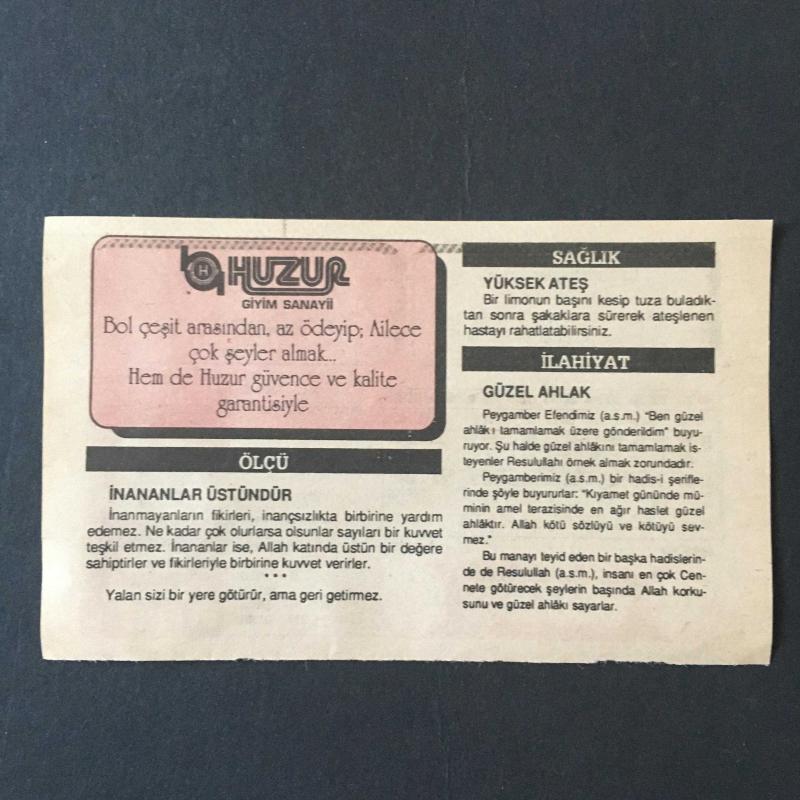 HUZUR
GİYİM SANAYİİ
Bol çeşit arasından, az ödeyip; Ailece
çok şeyler almak...
Hem de Huzur güvence ve kalite
garantisiyle
ÖLÇÜ
İNANANLAR ÜSTÜNDÜR
İnanmayanların fikirleri, inançsızlıkta birbirine yardım
edemez. Ne kadar çok olurlarsa olsunlar sayıları bir kuvvet
teşkil etmez. İnananlar ise, Allah katında üstün bir değere
sahiptirler ve fikirleriyle birbirine kuvvet verirler.
* * *
Yalan sizi bir yere götürür, ama geri getirmez.
SAĞLIK
YÜKSEK ATEŞ
Bir limonun başını kesip tuza buladık-
tan sonra şakaklara sürerek ateşlenen
hastayı rahatlatabilirsiniz.
İLAHİYAT
GÜZEL AHLAK
Peygamber Efendimiz (a.s.m.) "Ben güzel
ahlâkı tamamlamak üzere gönderildim" buyu-
ruyor. Şu halde güzel ahlâkını tamamlamak is-
teyenler Resulullahı örnek almak zorundadır.
Peygamberimiz (a.s.m.) bir hadis-i şerifle-
rinde şöyle buyururlar: "Kıyamet gününde mü-
minin amel terazisinde en ağır haslet güzel
ahlâktır. Allah kötü sözlüyü ve kötüyü sev-
mez."
Bu manayı teyid eden bir başka hadislerin-
de de Resulullah (a.s.m.), insanı en çok Cen-
nete götürecek şeylerin başında Allah korku-
sunu ve güzel ahlâkı sayarlar.